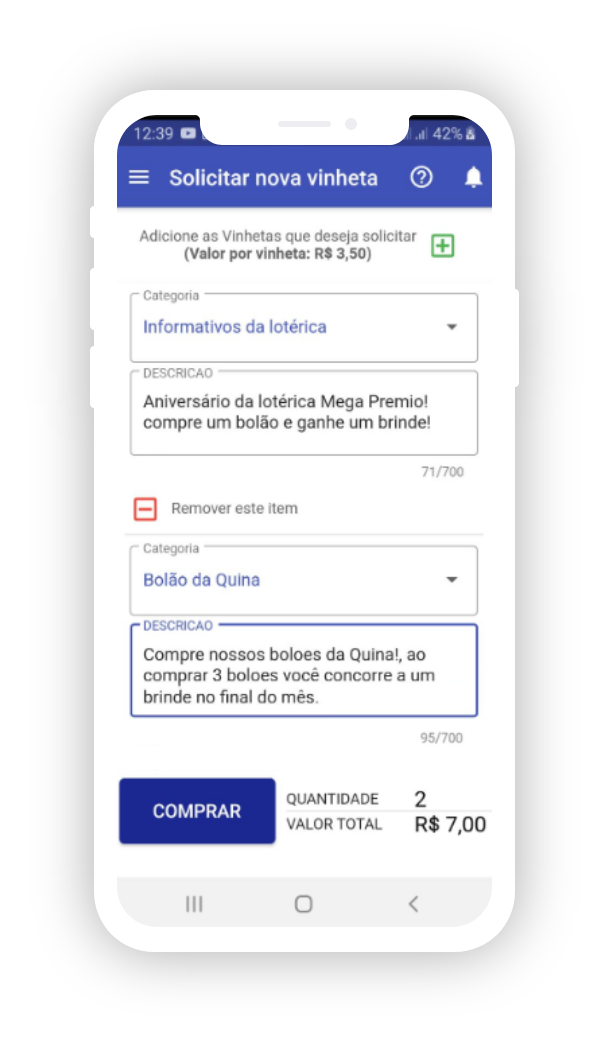 12:39
42%
Solicitar nova vinheta
Adicione as Vinhetas que deseja solicitar
(Valor por vinheta: R$ 3,50)
Categoria
Informativos da lotérica
DESCRICAO
Aniversário da lotérica Mega Premio!
compre um bolão e ganhe um brinde!
71/700
Remover este item
Categoria
Bolão da Quina
DESCRICAO
Compre nossos boloes da Quina!, ao
comprar 3 boloes você concorre a um
brinde no final do mês.
95/700
COMPRAR
QUANTIDADE 2
VALOR TOTAL R$ 7,00